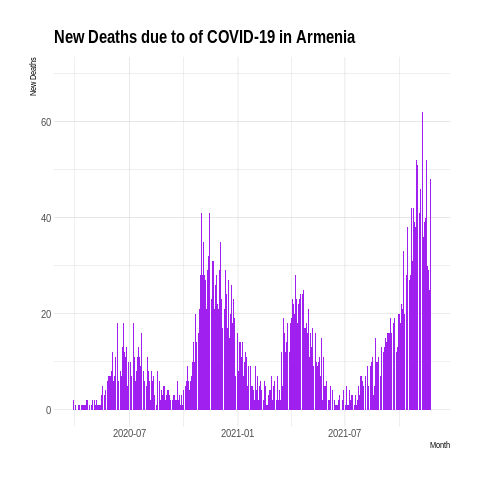 New Deaths due to of COVID-19 in Armenia
New Deaths
60
40
20
0
2020-07
2021-01
2021-07
Month